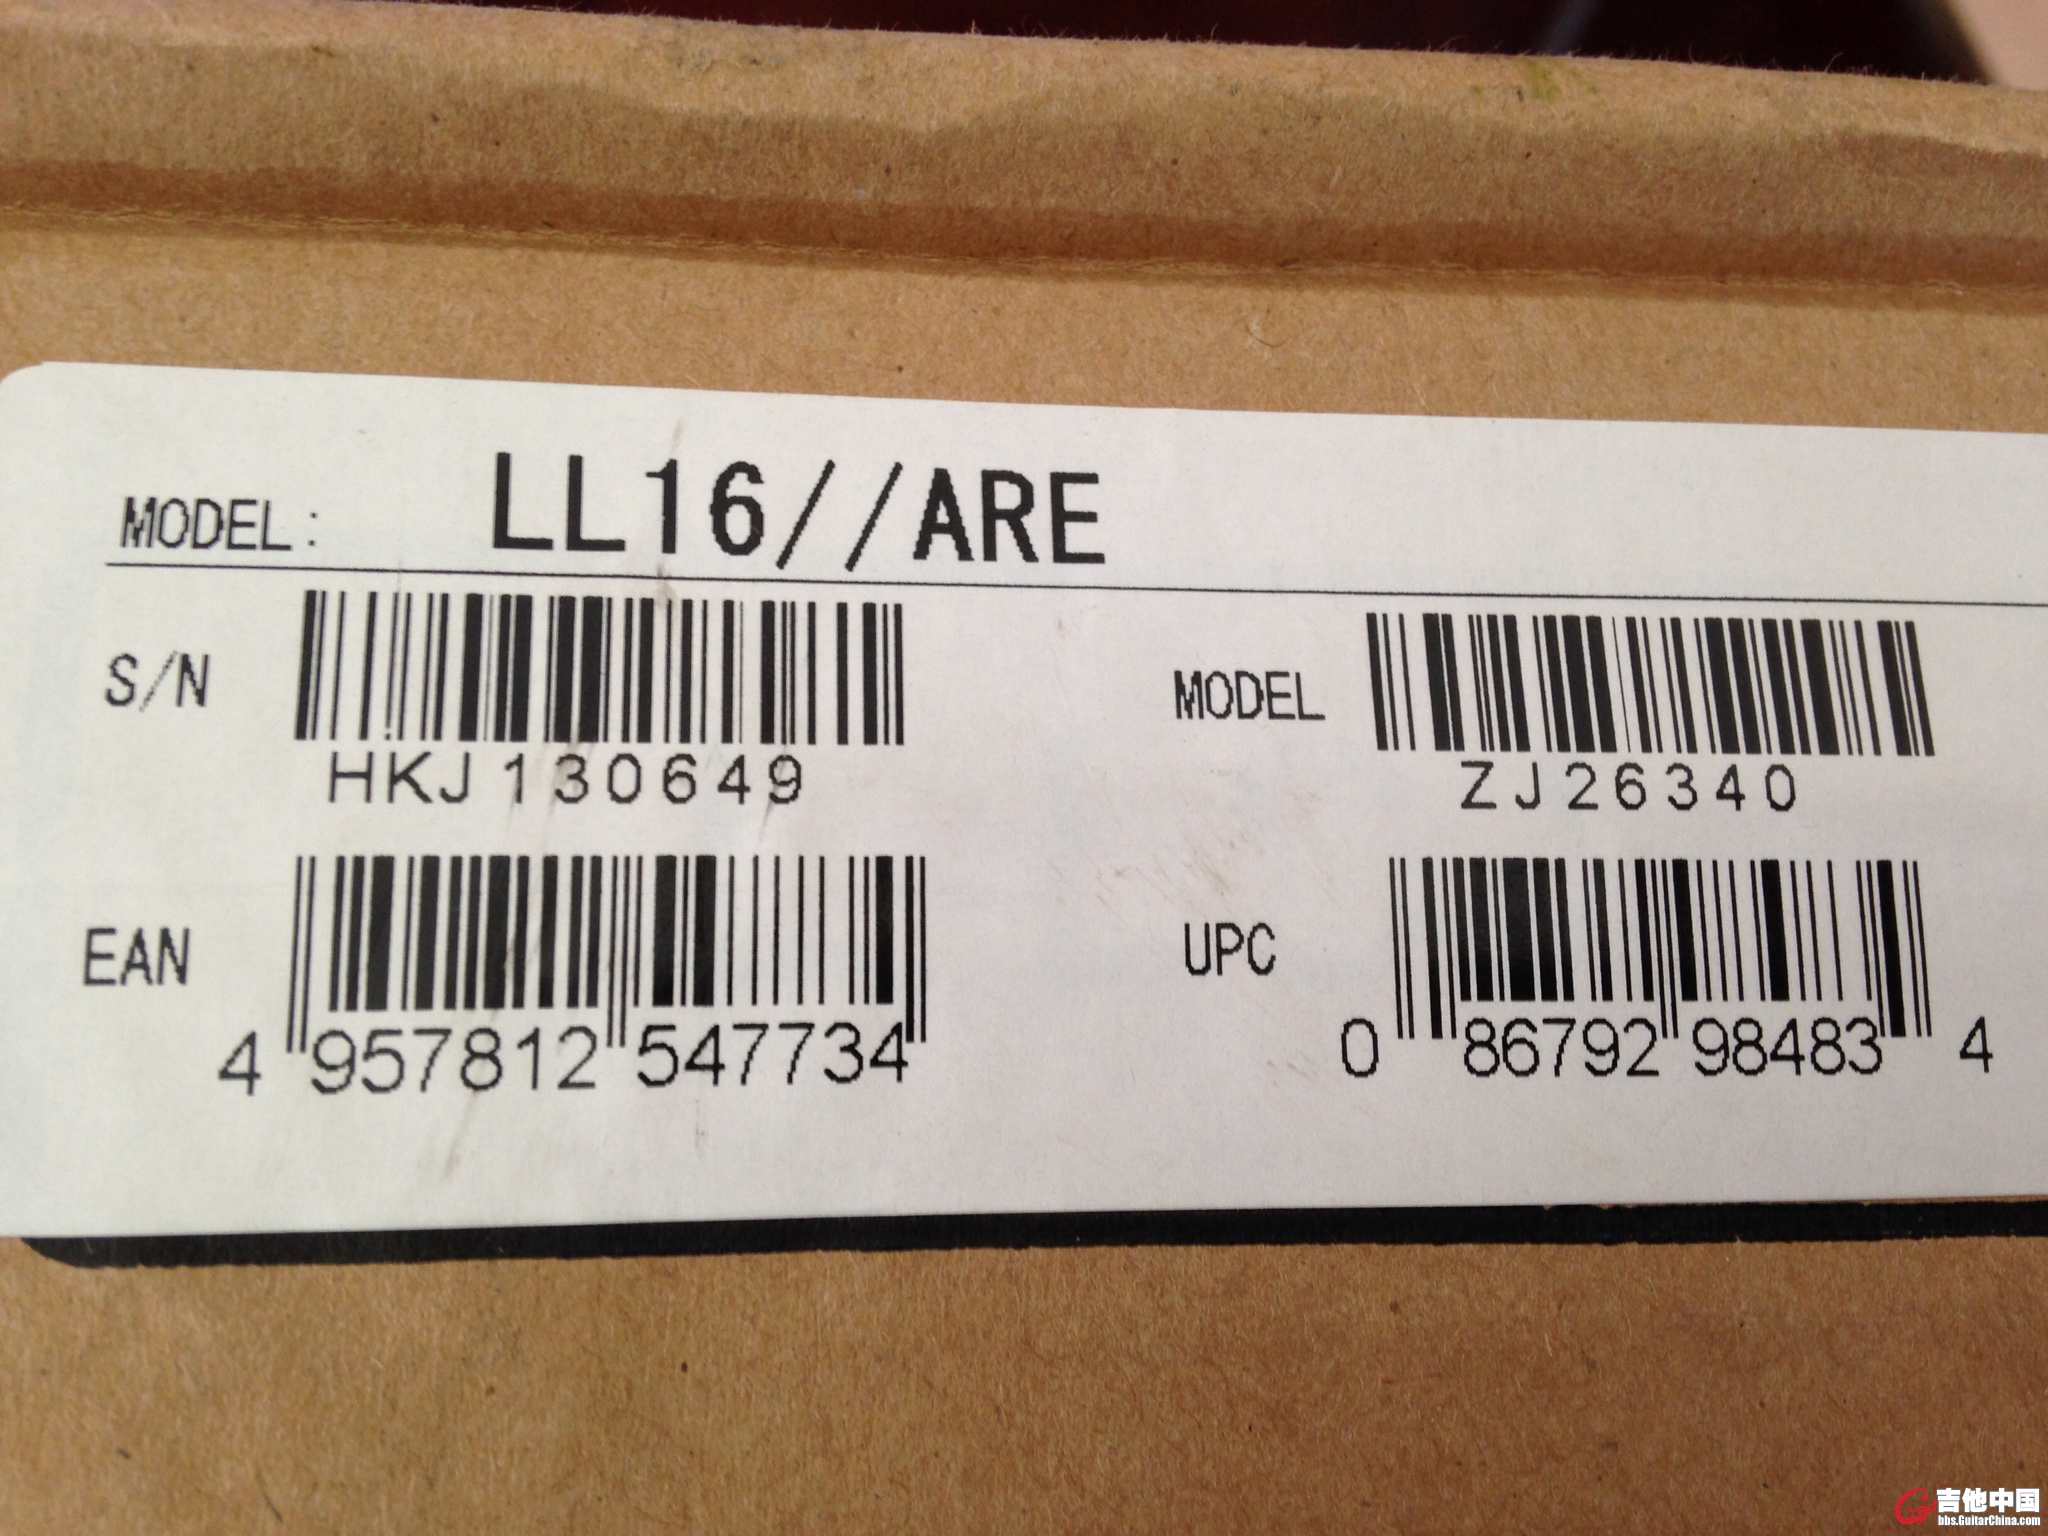 MODEL: LL16//ARE
S/N HKJ130649
MODEL ZJ26340
EAN 4 957812 547734
UPC 0 86792 98483 4
吉他中国
bbs.GuitarChina.com